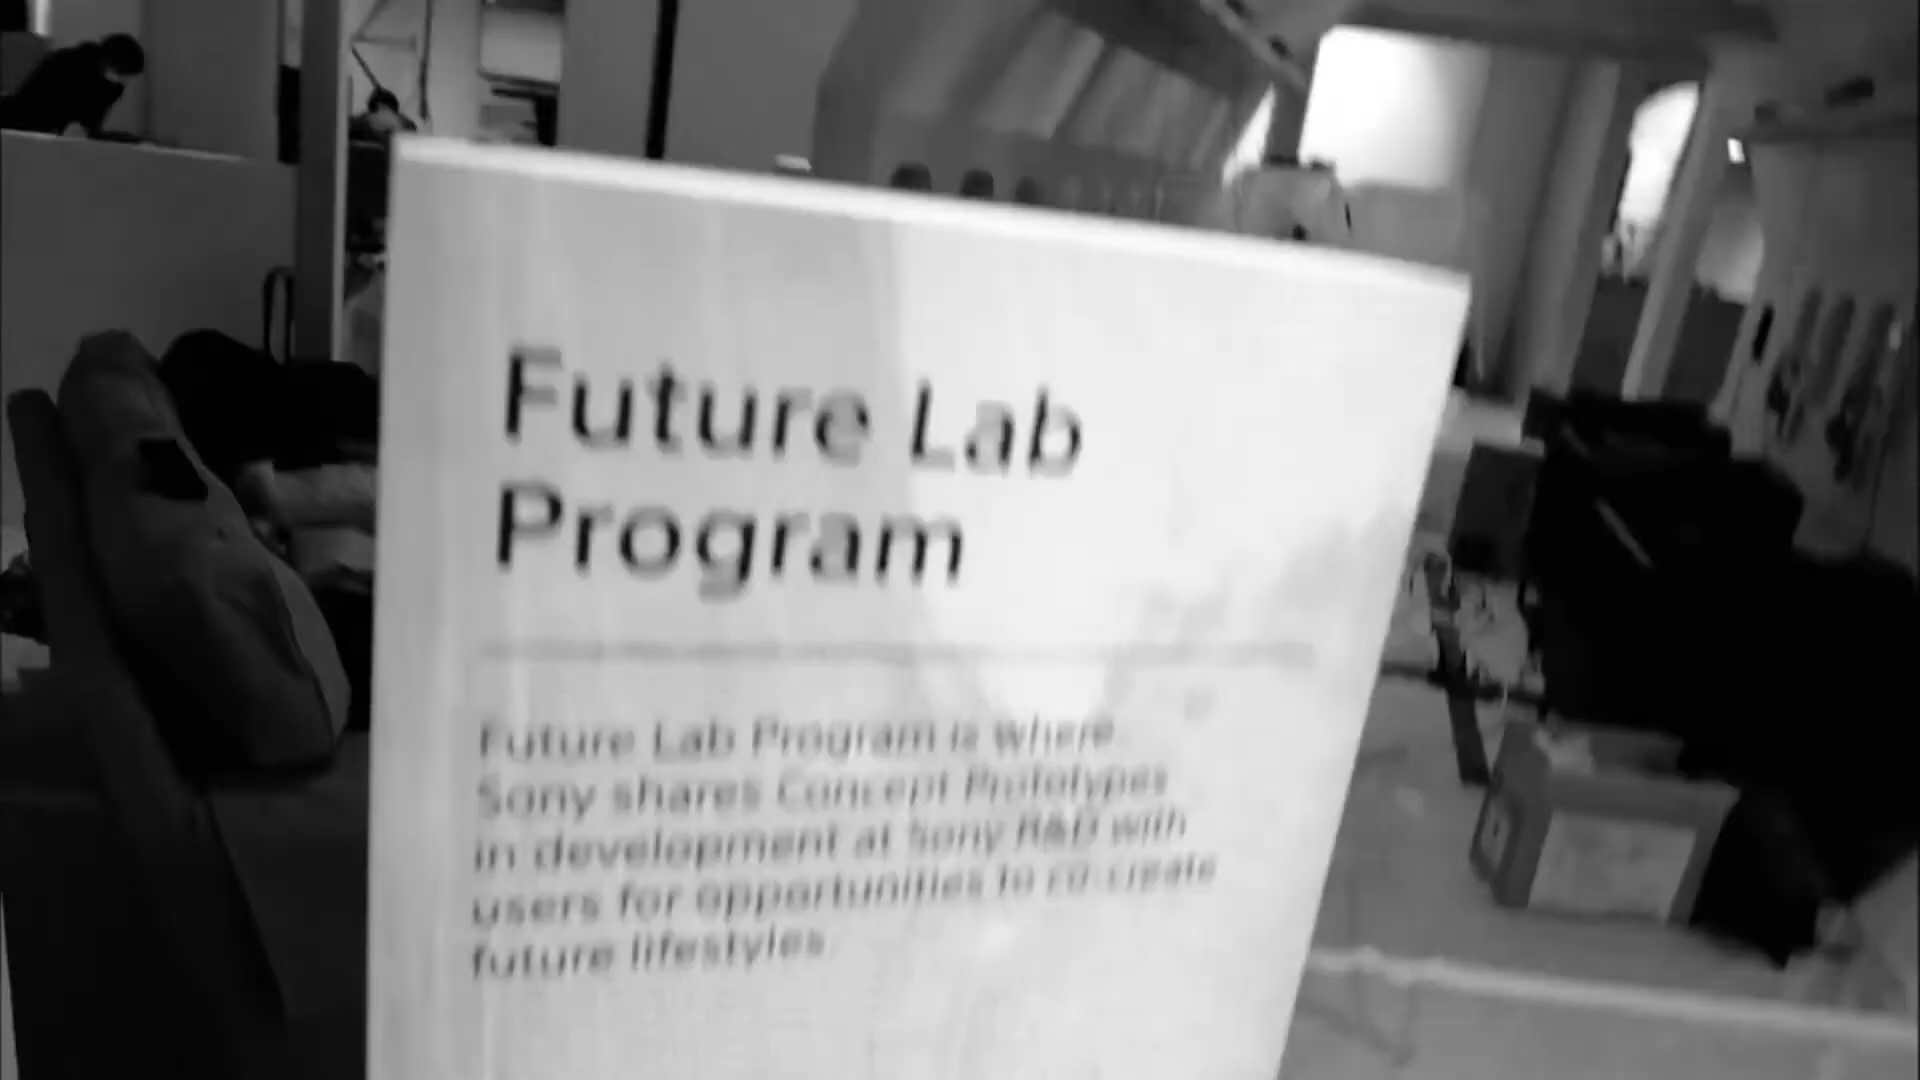 Future Lab
Program
Future Lab Program is where
Sony shares Concept Prototypes
in development at Sony R&D with
users for opportunities to co-create
future lifestyles.